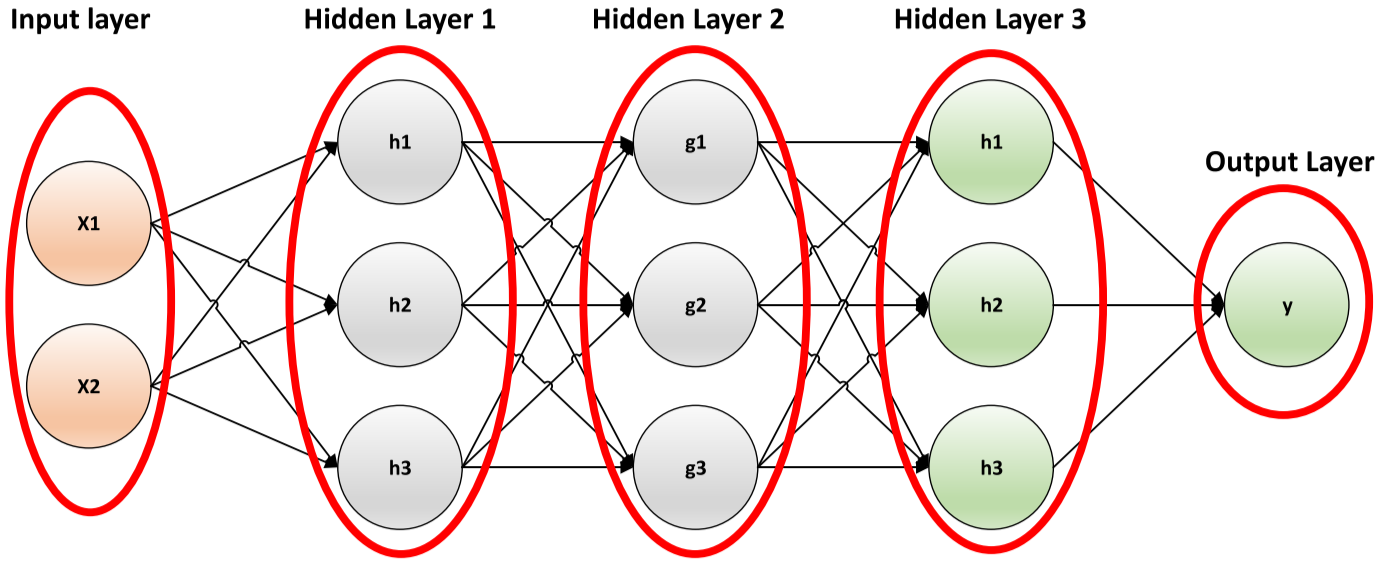 Input layer
Hidden Layer 1
Hidden Layer 2
Hidden Layer 3
Output Layer
X1
X2
h1
h2
h3
g1
g2
g3
h1
h2
h3
y